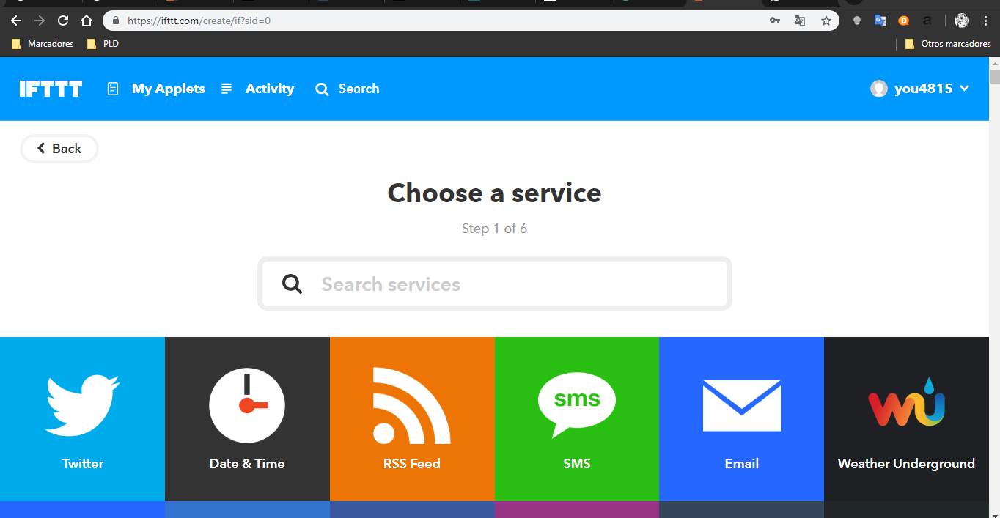 https://ifttt.com/create/if?sid=0
Marcadores PLD Otros marcadores
IFTTT My Applets Activity Search you4815
Back
Choose a service
Step 1 of 6
Search services
sms WU
Twitter Date & Time RSS Feed SMS Email Weather Underground